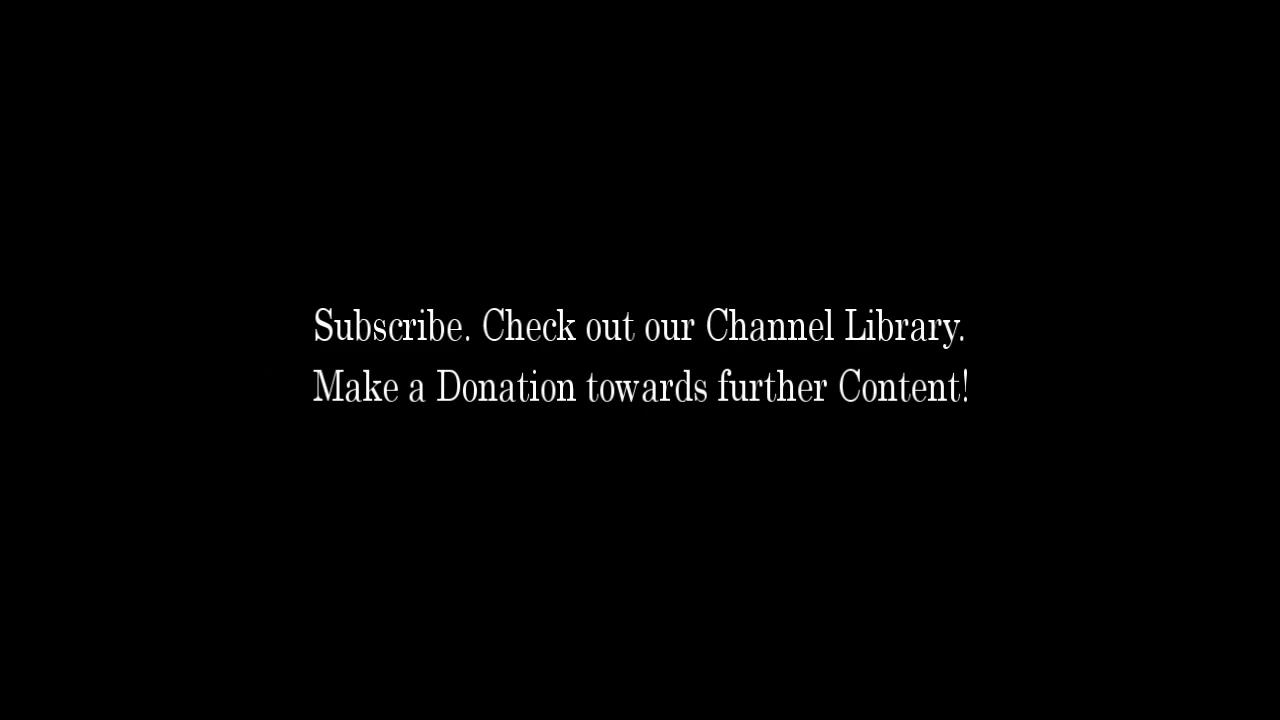 Subscribe. Check out our Channel Library.
Make a Donation towards further Content!